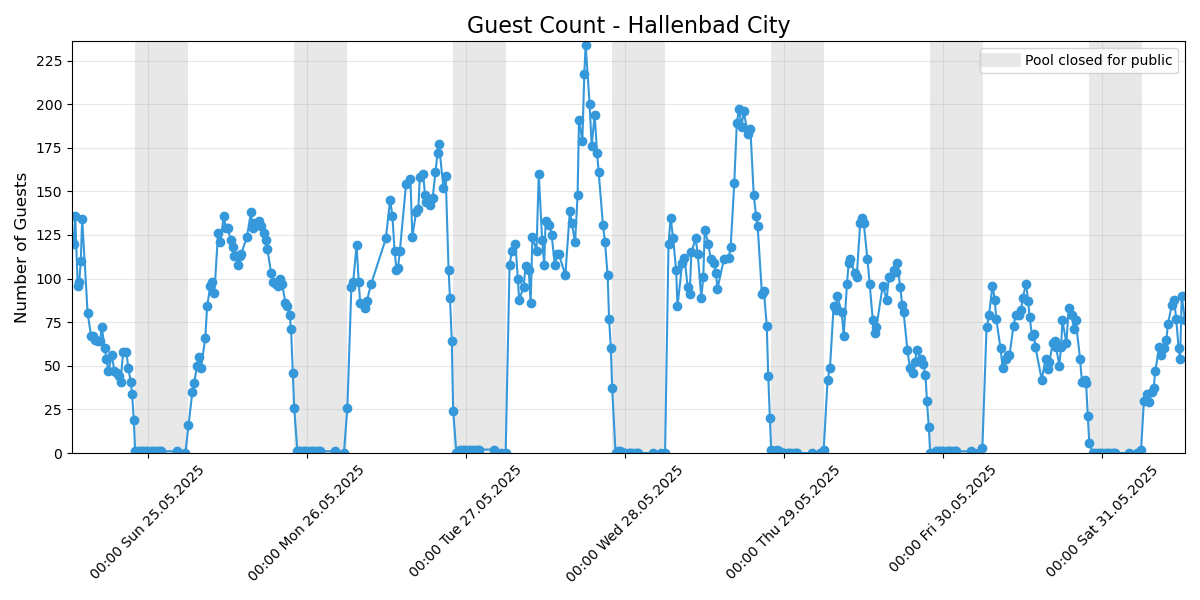 Guest Count - Hallenbad City
Pool closed for public
Number of Guests
225
200
175
150
125
100
75
50
25
0
00:00 Sun 25.05.2025
00:00 Mon 26.05.2025
00:00 Tue 27.05.2025
00:00 Wed 28.05.2025
00:00 Thu 29.05.2025
00:00 Fri 30.05.2025
00:00 Sat 31.05.2025